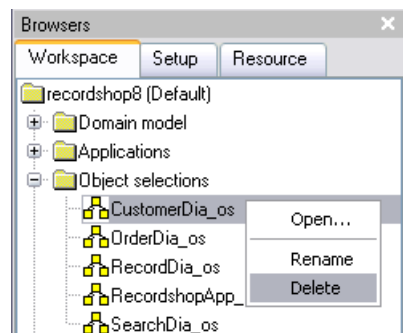 Browsers
Workspace Setup Resource
recordshop8 (Default)
Domain model
Applications
Object selections
CustomerDia_os
OrderDia_os
RecordDia_os
RecordshopApp_
SearchDia_os
Open...
Rename
Delete